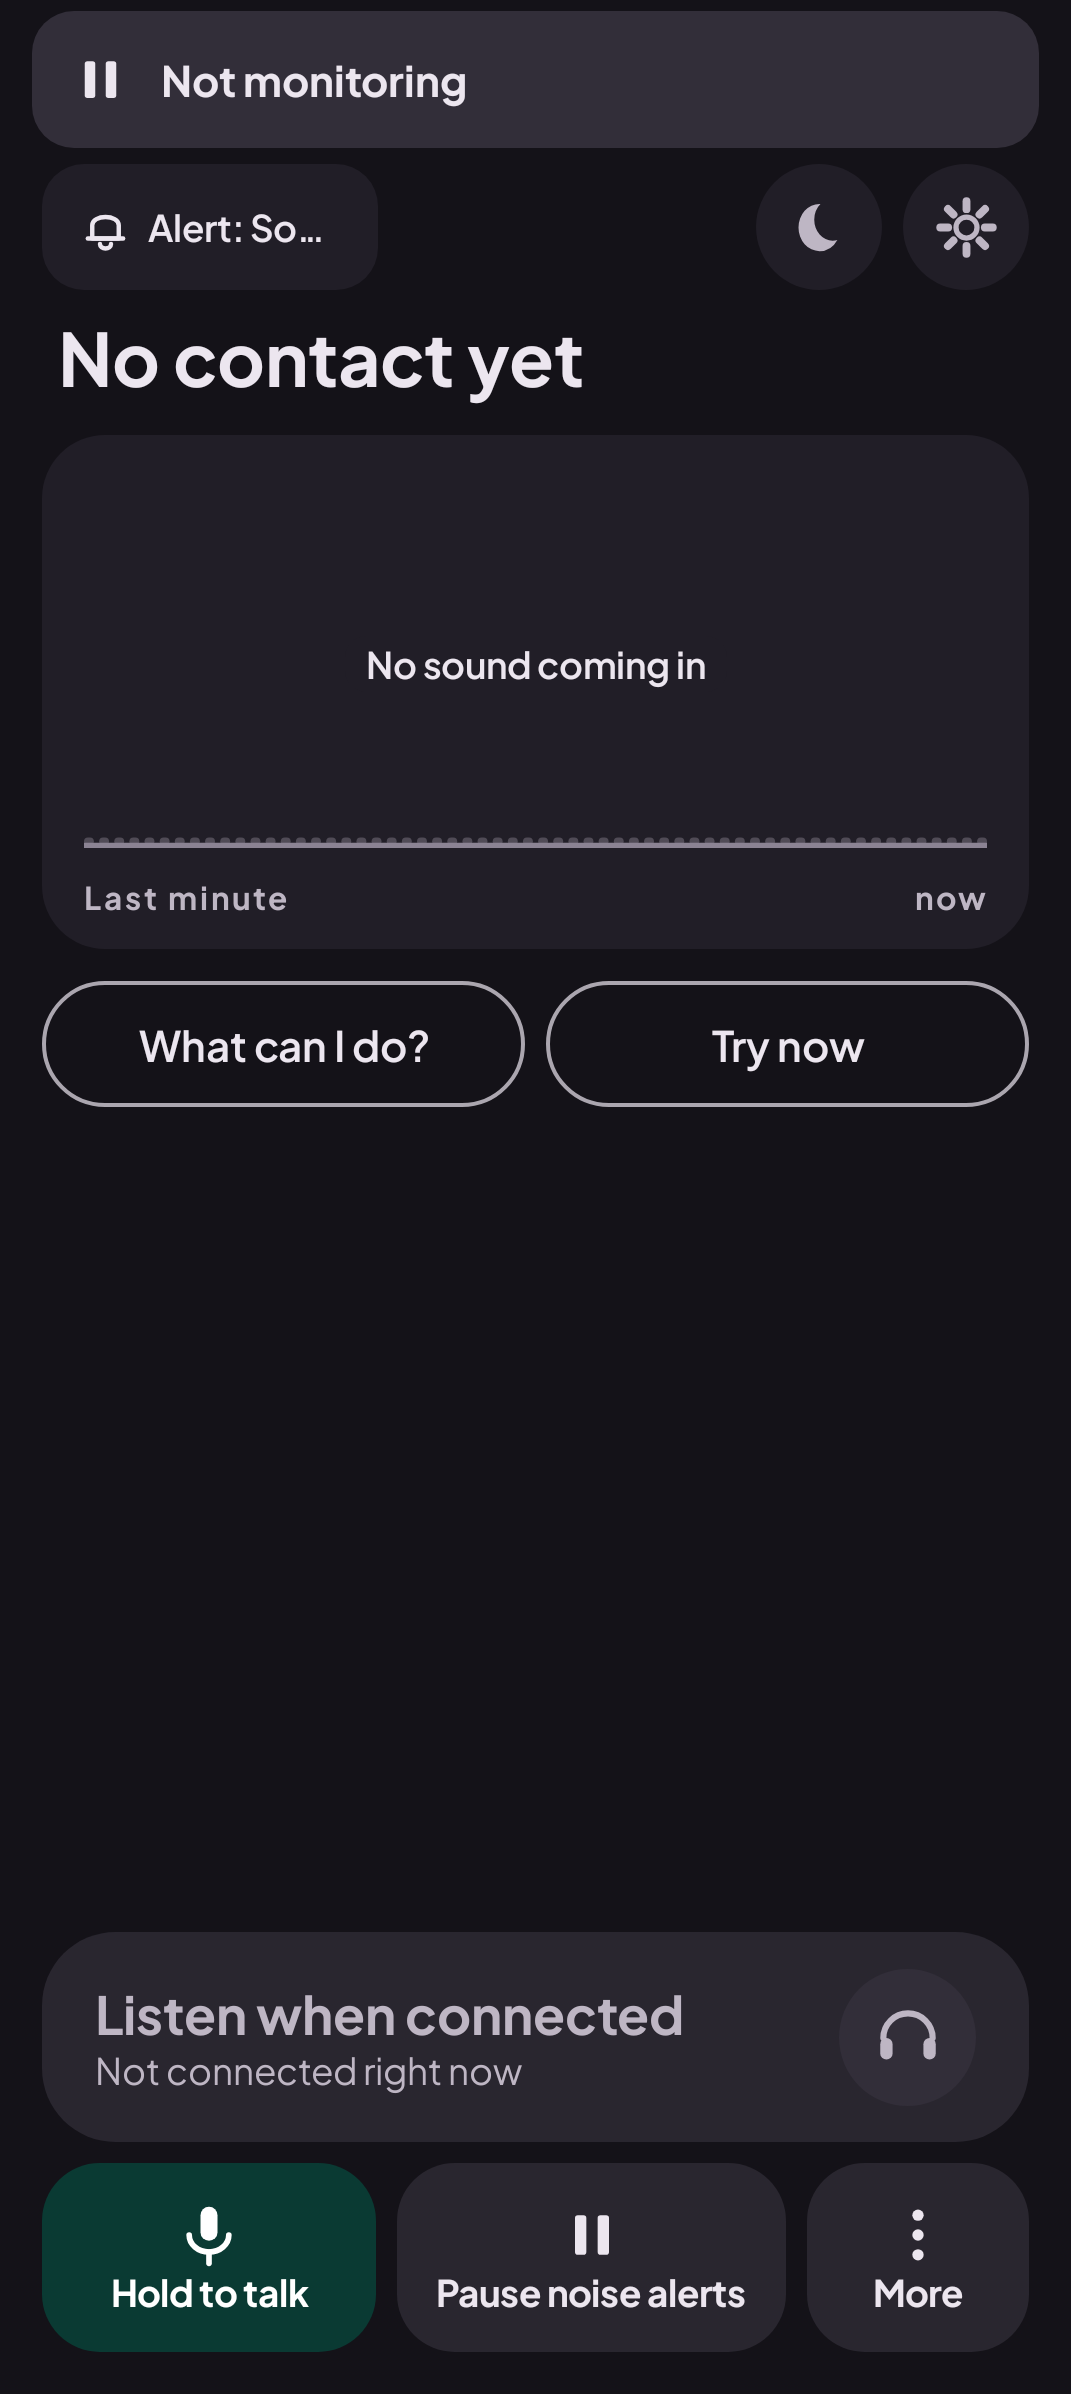 Not monitoring
Alert: So...
No contact yet
No sound coming in
Last minute
now
What can I do?
Try now
Listen when connected
Not connected right now
Hold to talk
Pause noise alerts
More